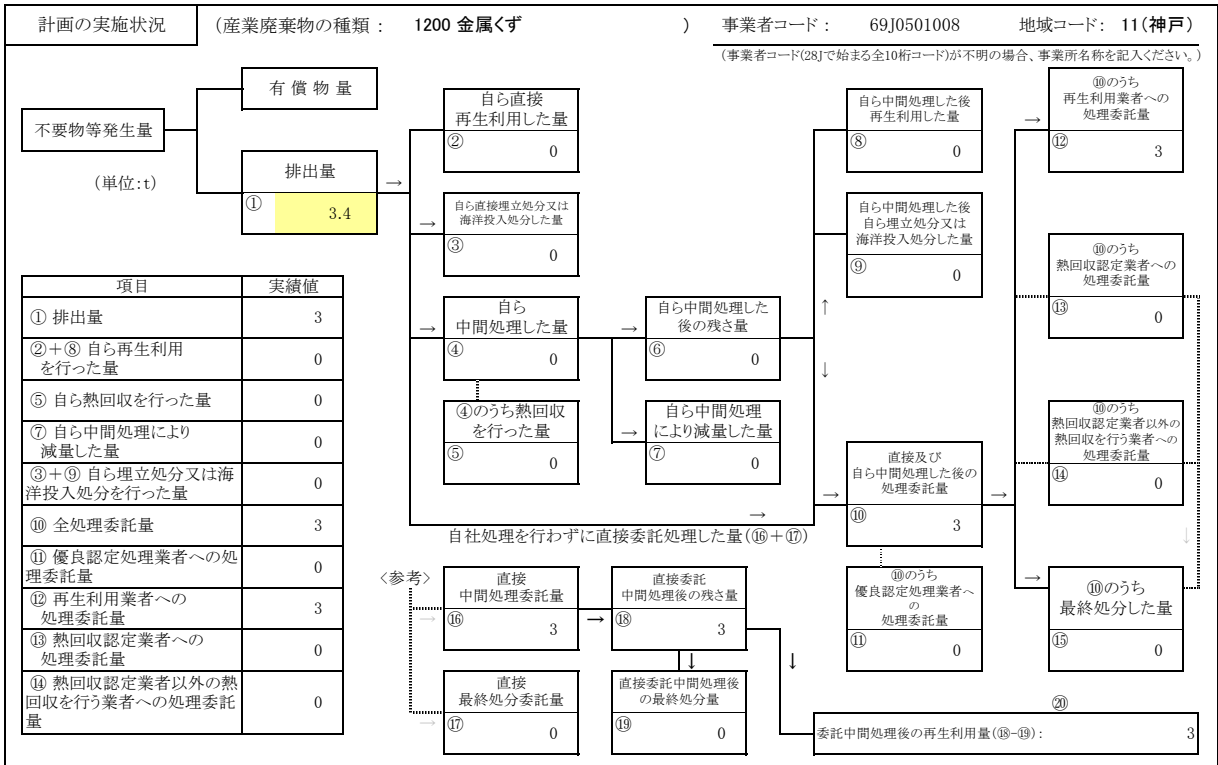 計画の実施状況
(産業廃棄物の種類 : 1200 金属くず )
事業者コード : 69J0501008
地域コード: 11(神戸)
(事業者コード(28Jで始まる全10桁コード)が不明の場合、事業所名称を記入ください。)
不要物等発生量
(単位:t)
有 償 物 量
排出量
①
3.4
→
自ら直接
再生利用した量
②
0
→
自ら直接埋立処分又は
海洋投入処分した量
③
0
→
自ら
中間処理した量
④
0
④のうち熱回収
を行った量
⑤
0
→
自ら中間処理した
後の残さ量
⑥
0
→
自ら中間処理
により減量した量
⑦
0
自ら中間処理した後
再生利用した量
⑧
0
自ら中間処理した後
自ら埋立処分又は
海洋投入処分した量
⑨
0
↑
↓
→
自社処理を行わずに直接委託処理した量(⑯+⑰)
→
直接及び
自ら中間処理した後の
処理委託量
⑩
3
→
⑩のうち
優良認定処理業者へ
の
処理委託量
⑪
0
→
⑩のうち
再生利用業者への
処理委託量
⑫
3
⑩のうち
熱回収認定業者への
処理委託量
⑬
0
⑩のうち
熱回収認定業者以外の
熱回収を行う業者への
処理委託量
⑭
0
↓
→
⑩のうち
最終処分した量
⑮
0
項目 実績値
① 排出量 3
②+⑧ 自ら再生利用
を行った量 0
⑤ 自ら熱回収を行った量 0
⑦ 自ら中間処理により
減量した量 0
③+⑨ 自ら埋立処分又は海
洋投入処分を行った量 0
⑩ 全処理委託量 3
⑪ 優良認定処理業者への処
理委託量 0
⑫ 再生利用業者への
処理委託量 3
⑬ 熱回収認定業者への
処理委託量 0
⑭ 熱回収認定業者以外の熱
回収を行う業者への処理委託
量 0
〈参考〉
→
直接
中間処理委託量
⑯
3
→
直接委託
中間処理後の残さ量
⑱
3
→
直接
最終処分委託量
⑰
0
↓
直接委託中間処理後
の最終処分量
⑲
0
↓
⑳
委託中間処理後の再生利用量(⑱-⑲): 3